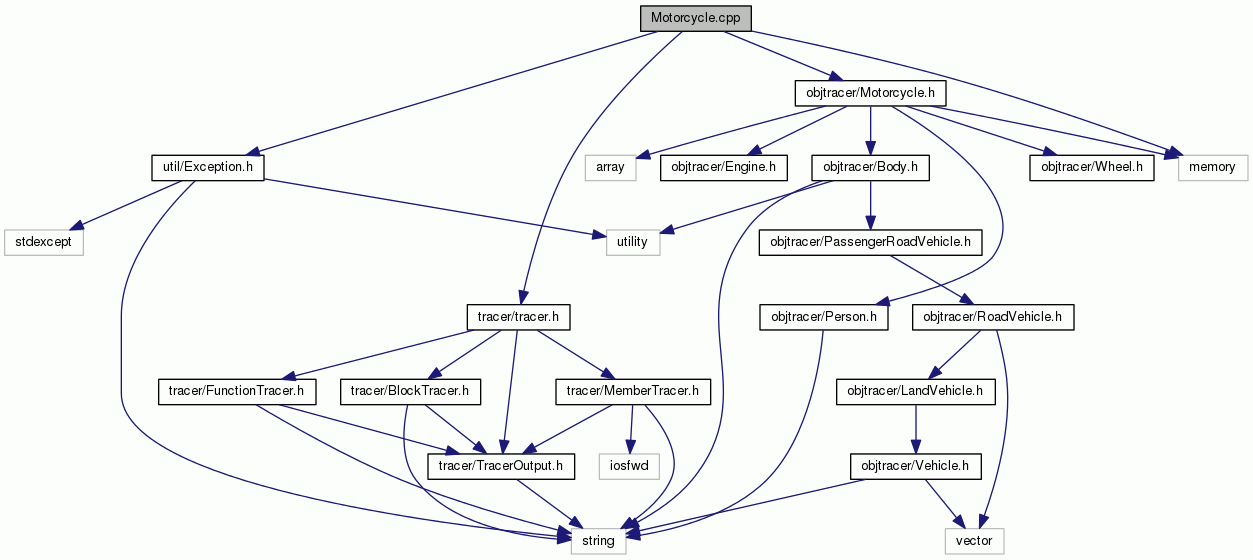 Motorcycle.cpp
objtracer/Motorcycle.h
util/Exception.h
array
objtracer/Engine.h
objtracer/Body.h
objtracer/Wheel.h
memory
stdexcept
utility
objtracer/PassengerRoadVehicle.h
tracer/tracer.h
objtracer/Person.h
objtracer/RoadVehicle.h
tracer/FunctionTracer.h
tracer/BlockTracer.h
tracer/MemberTracer.h
objtracer/LandVehicle.h
tracer/TracerOutput.h
iosfwd
objtracer/Vehicle.h
string
vector